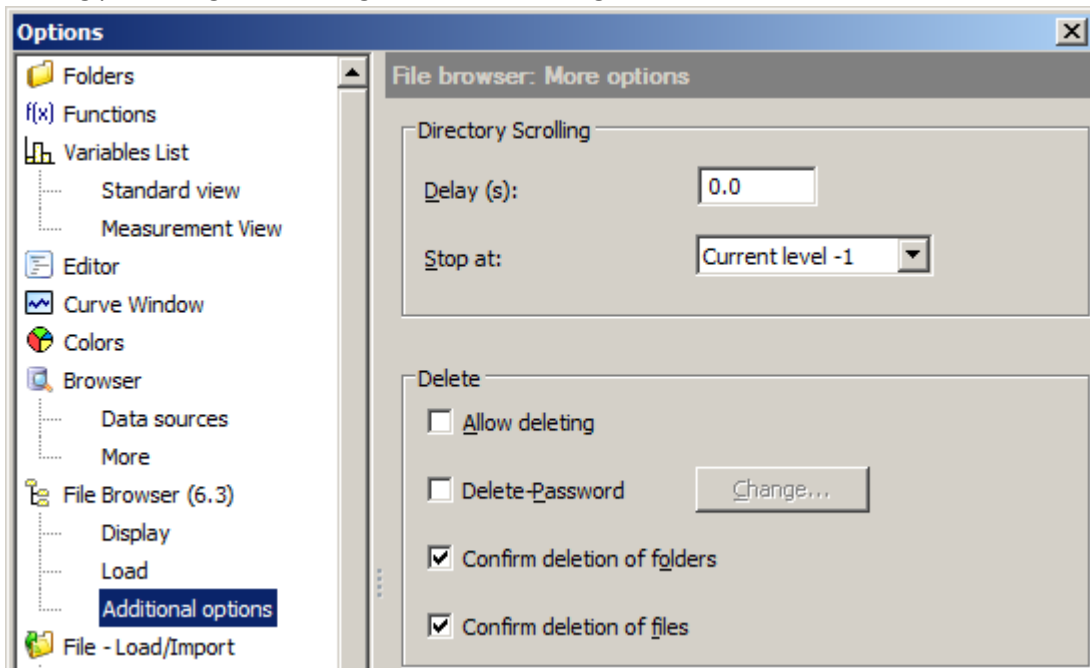 Options
Folders
f(x) Functions
Variables List
Standard view
Measurement View
Editor
Curve Window
Colors
Browser
Data sources
More
File Browser (6.3)
Display
Load
Additional options
File - Load/Import
File browser: More options
Directory Scrolling
Delay (s): 0.0
Stop at: Current level -1
Delete
Allow deleting
Delete-Password Change...
Confirm deletion of folders
Confirm deletion of files